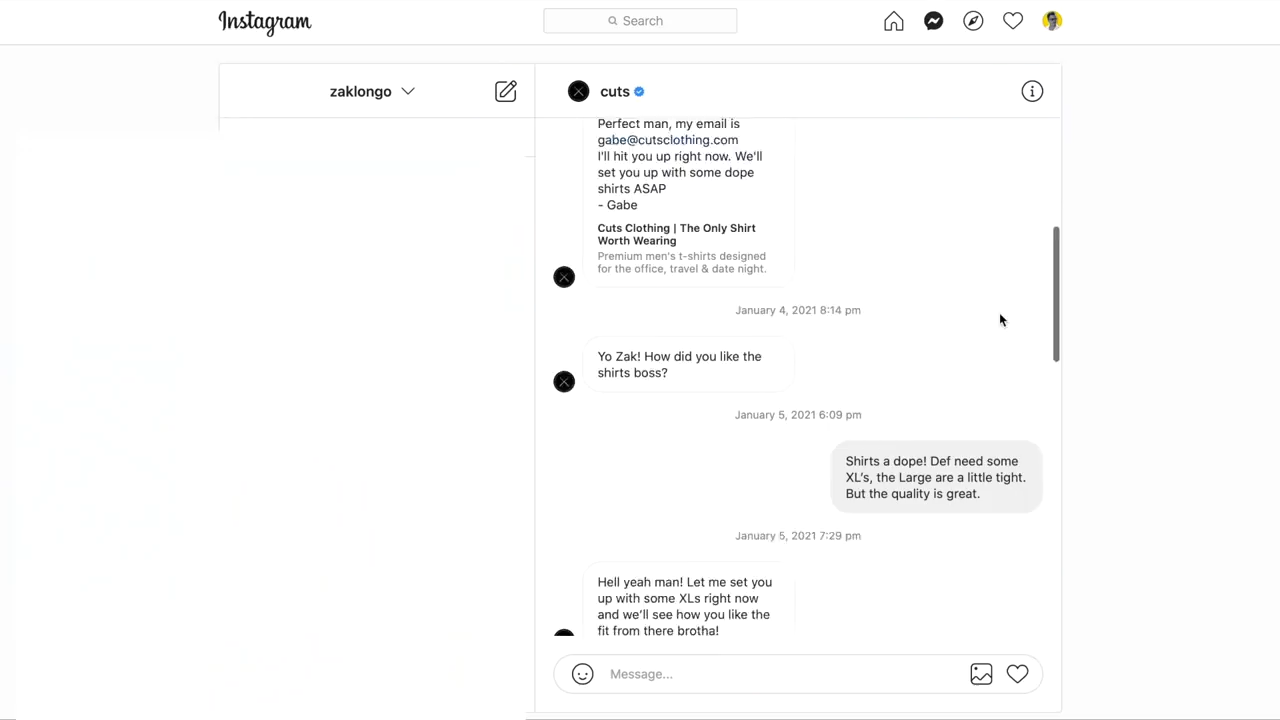 Instagram
Search
zaklongo
cuts
Perfect man, my email is
gabe@cutsclothing.com
I'll hit you up right now. We'll
set you up with some dope
shirts ASAP
- Gabe
Cuts Clothing | The Only Shirt
Worth Wearing
Premium men's t-shirts designed
for the office, travel & date night.
January 4, 2021 8:14 pm
Yo Zak! How did you like the
shirts boss?
January 5, 2021 6:09 pm
Shirts a dope! Def need some
XL's, the Large are a little tight.
But the quality is great.
January 5, 2021 7:29 pm
Hell yeah man! Let me set you
up with some XLs right now
and we'll see how you like the
fit from there brotha!
Message...